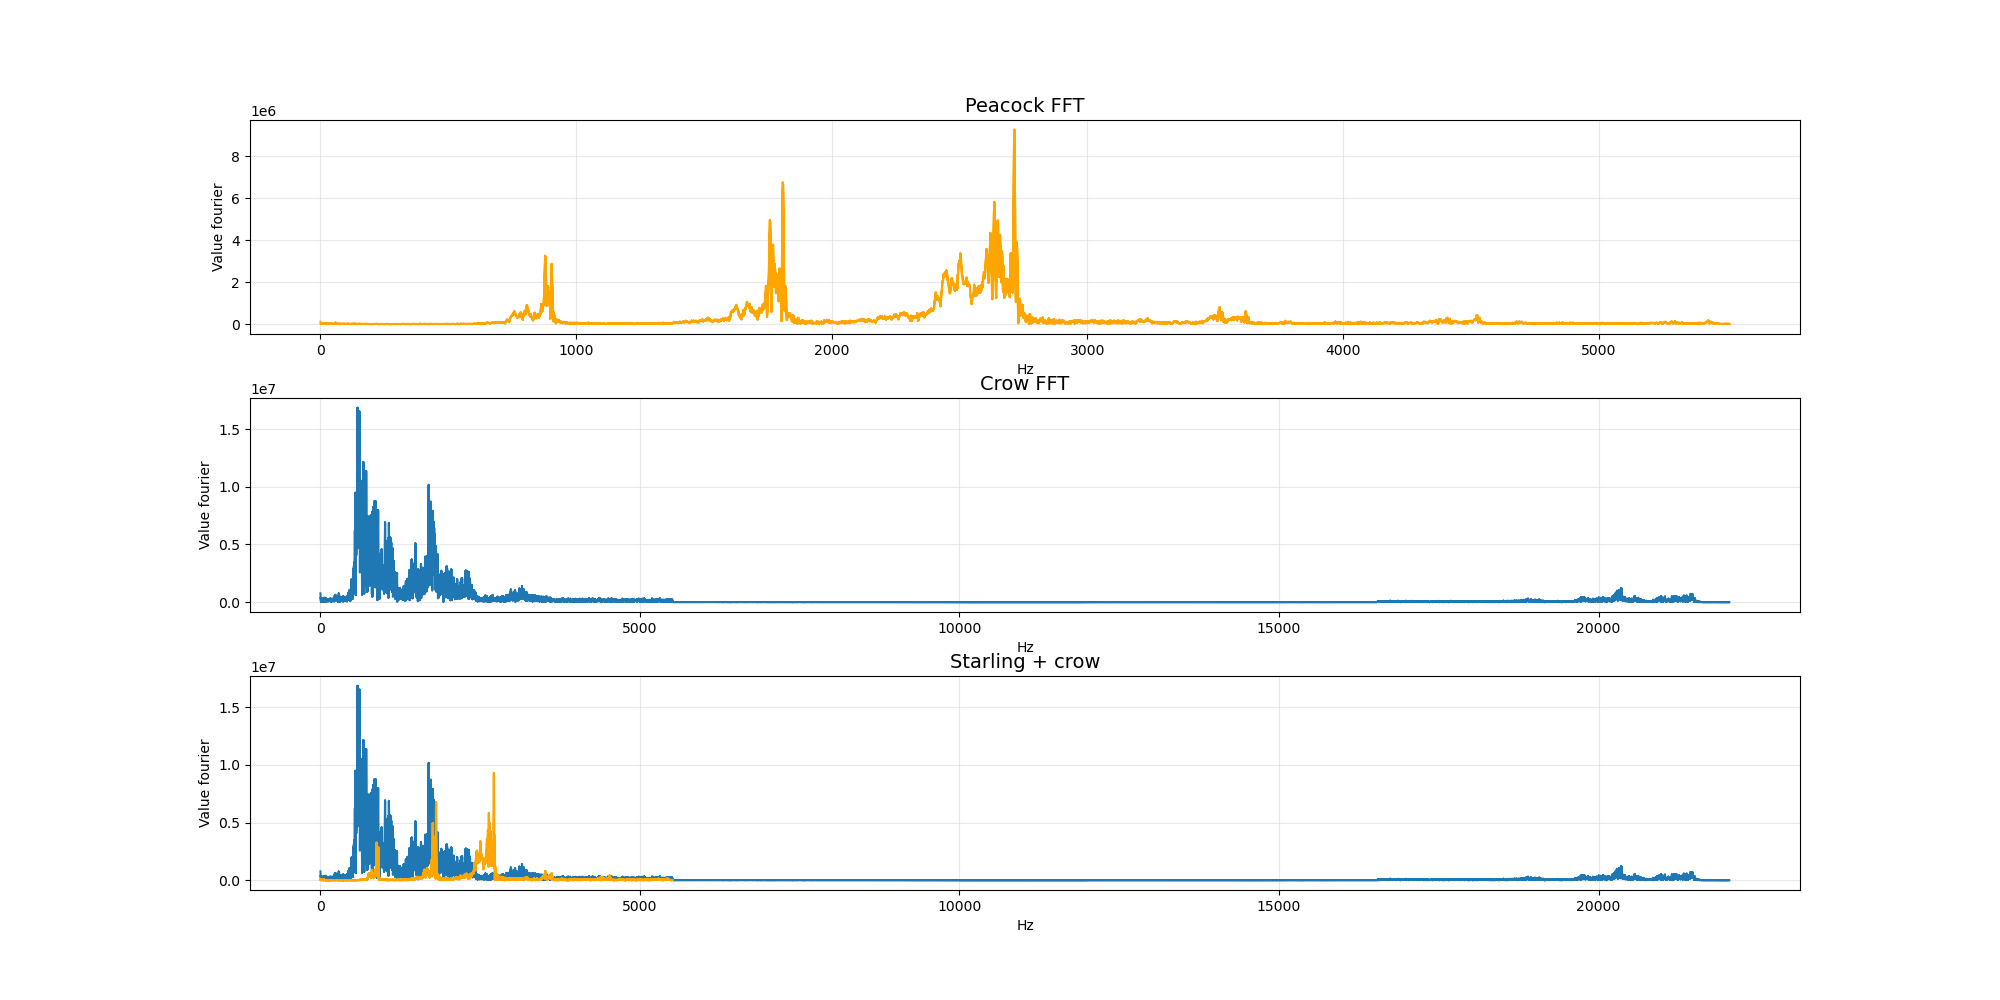 Peacock FFT
1e6
Value fourier
8
6
4
2
0
0 1000 2000 3000 4000 5000
Hz
Crow FFT
1e7
Value fourier
1.5
1.0
0.5
0.0
0 5000 10000 15000 20000
Hz
Starling + crow
1e7
Value fourier
1.5
1.0
0.5
0.0
0 5000 10000 15000 20000
Hz